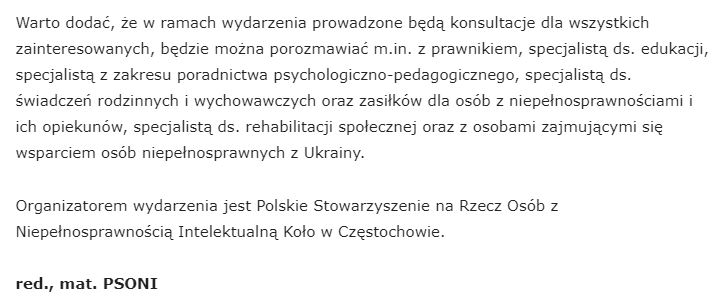 Warto dodać, że w ramach wydarzenia prowadzone będą konsultacje dla wszystkich
zainteresowanych, będzie można porozmawiać m.in. z prawnikiem, specjalistą ds. edukacji,
specjalistą z zakresu poradnictwa psychologiczno-pedagogicznego, specjalistą ds.
świadczeń rodzinnych i wychowawczych oraz zasiłków dla osób z niepełnosprawnościami i
ich opiekunów, specjalistą ds. rehabilitacji społecznej oraz z osobami zajmującymi się
wsparciem osób niepełnosprawnych z Ukrainy.
Organizatorem wydarzenia jest Polskie Stowarzyszenie na Rzecz Osób z
Niepełnosprawnością Intelektualną Koło w Częstochowie.
red., mat. PSONI